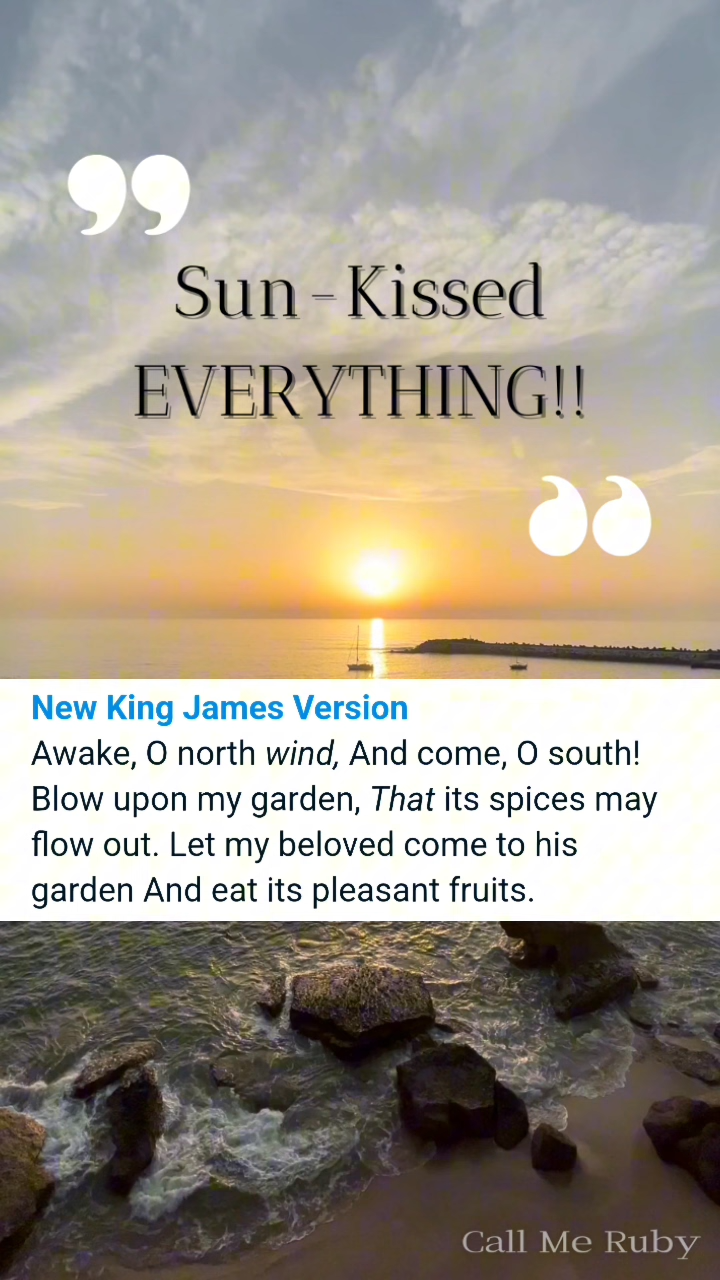 ”
Sun-Kissed
EVERYTHING!!
“
New King James Version
Awake, O north wind, And come, O south!
Blow upon my garden, That its spices may
flow out. Let my beloved come to his
garden And eat its pleasant fruits.
Call Me Ruby